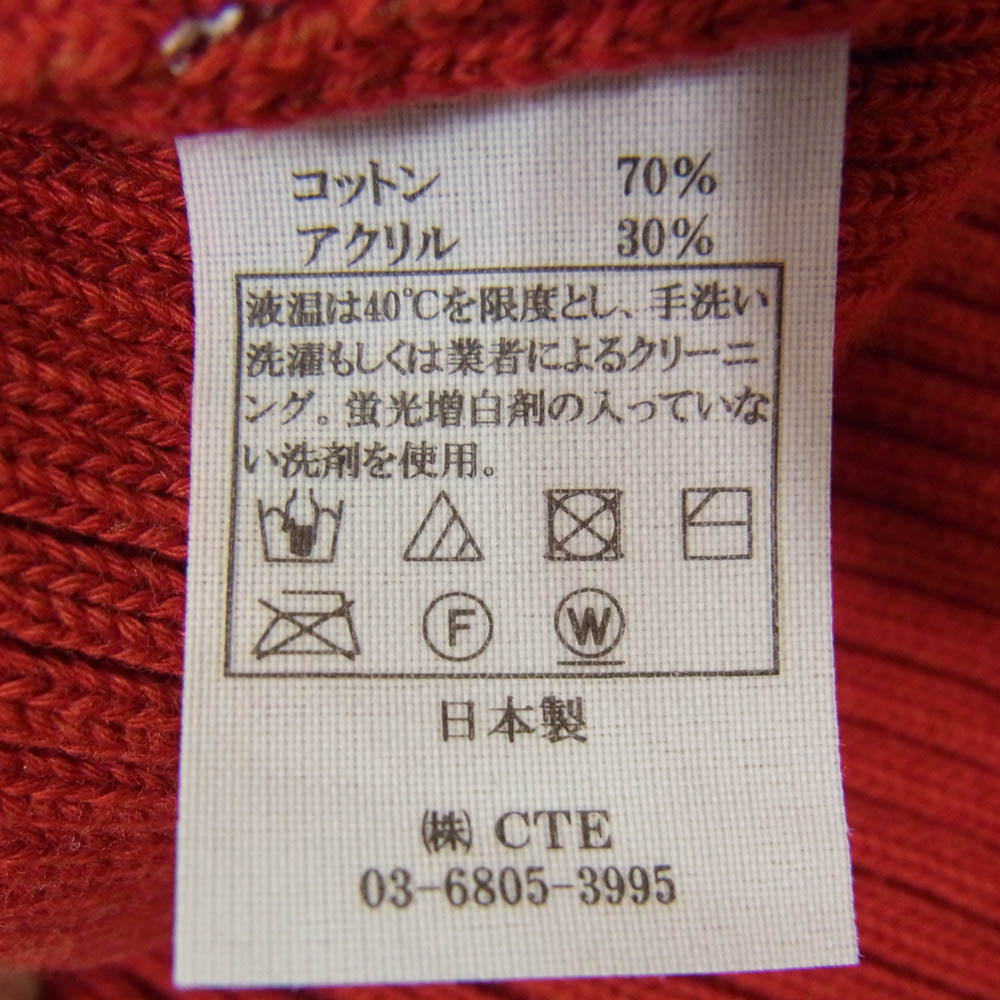 コットン 70%
アクリル 30%
液温は40℃を限度とし、手洗い
洗濯もしくは業者によるクリーニ
ング。蛍光増白剤の入っていな
い洗剤を使用。
F W
日本製
㈱ CTE
03-6805-3995